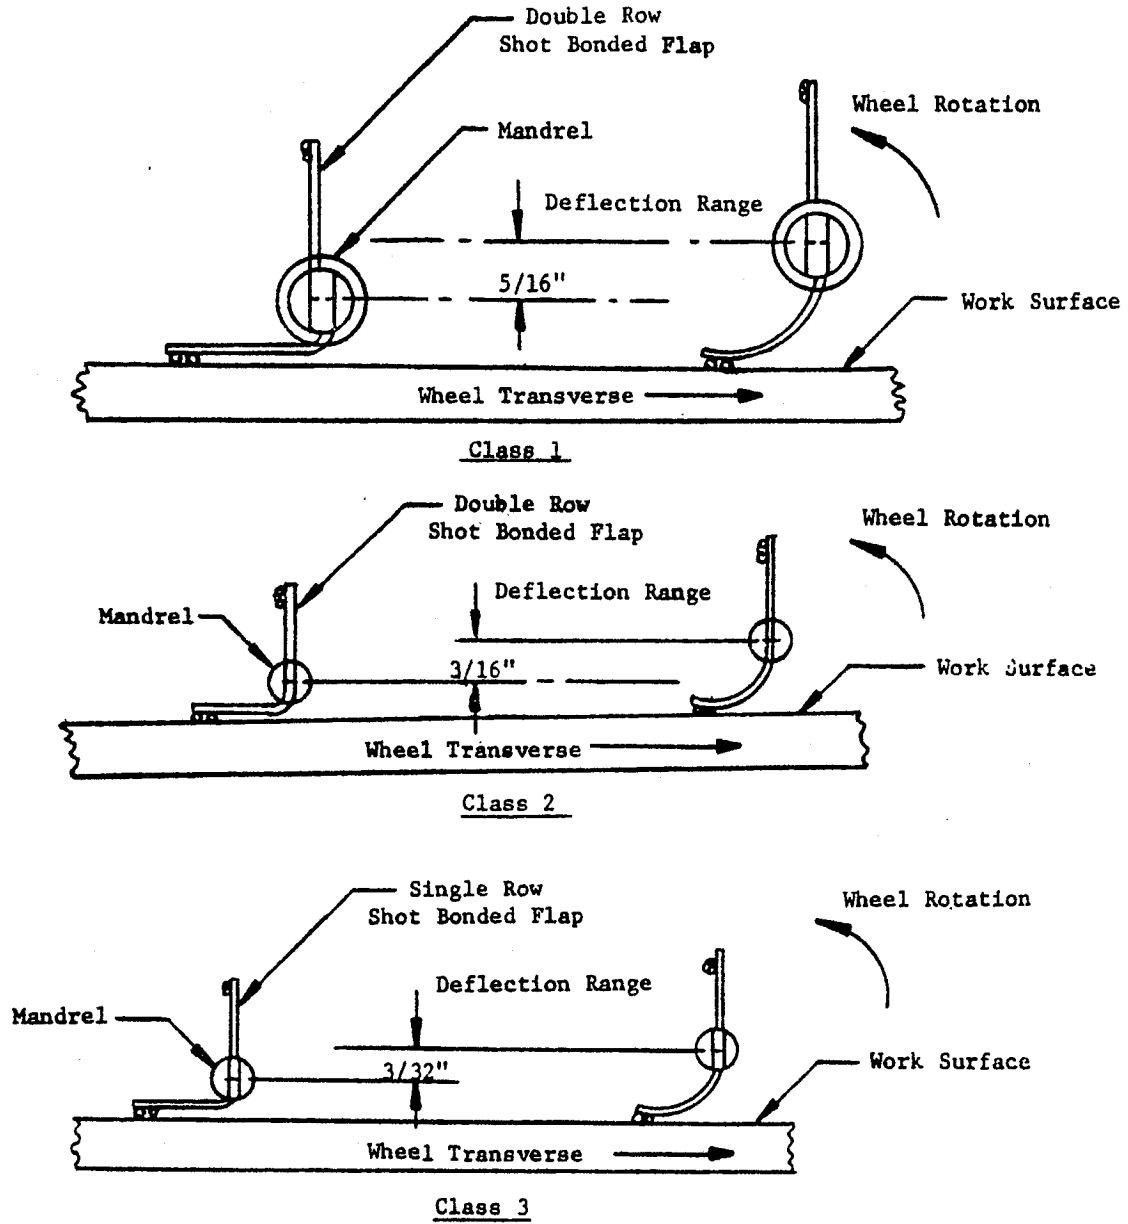 Double Row
Shot Bonded Flap
Wheel Rotation
Mandrel
Deflection Range
5/16"
Work Surface
Wheel Transverse
Class 1
Double Row
Shot Bonded Flap
Wheel Rotation
Deflection Range
Mandrel
3/16"
Work Surface
Wheel Transverse
Class 2
Single Row
Shot Bonded Flap
Wheel Rotation
Deflection Range
Mandrel
3/32"
Work Surface
Wheel Transverse
Class 3